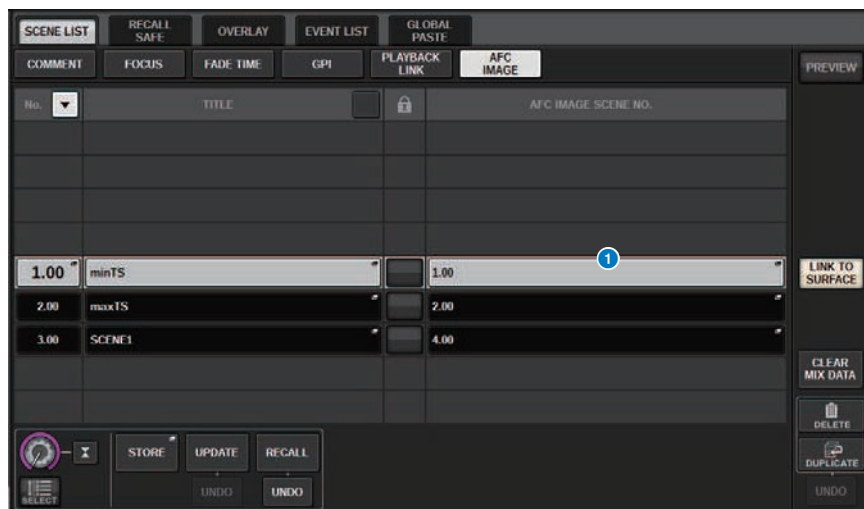 SCENE LIST
RECALL
SAFE
OVERLAY
EVENT LIST
GLOBAL
PASTE
COMMENT
FOCUS
FADE TIME
GPI
PLAYBACK
LINK
AFC
IMAGE
PREVIEW
No.
TITLE
AFC IMAGE SCENE NO.
1
1.00
minTS
1.00
LINK TO
SURFACE
2.00
maxTS
2.00
3.00
SCENE1
4.00
CLEAR
MIX DATA
DELETE
STORE
UPDATE
RECALL
DUPLICATE
SELECT
UNDO
UNDO
UNDO